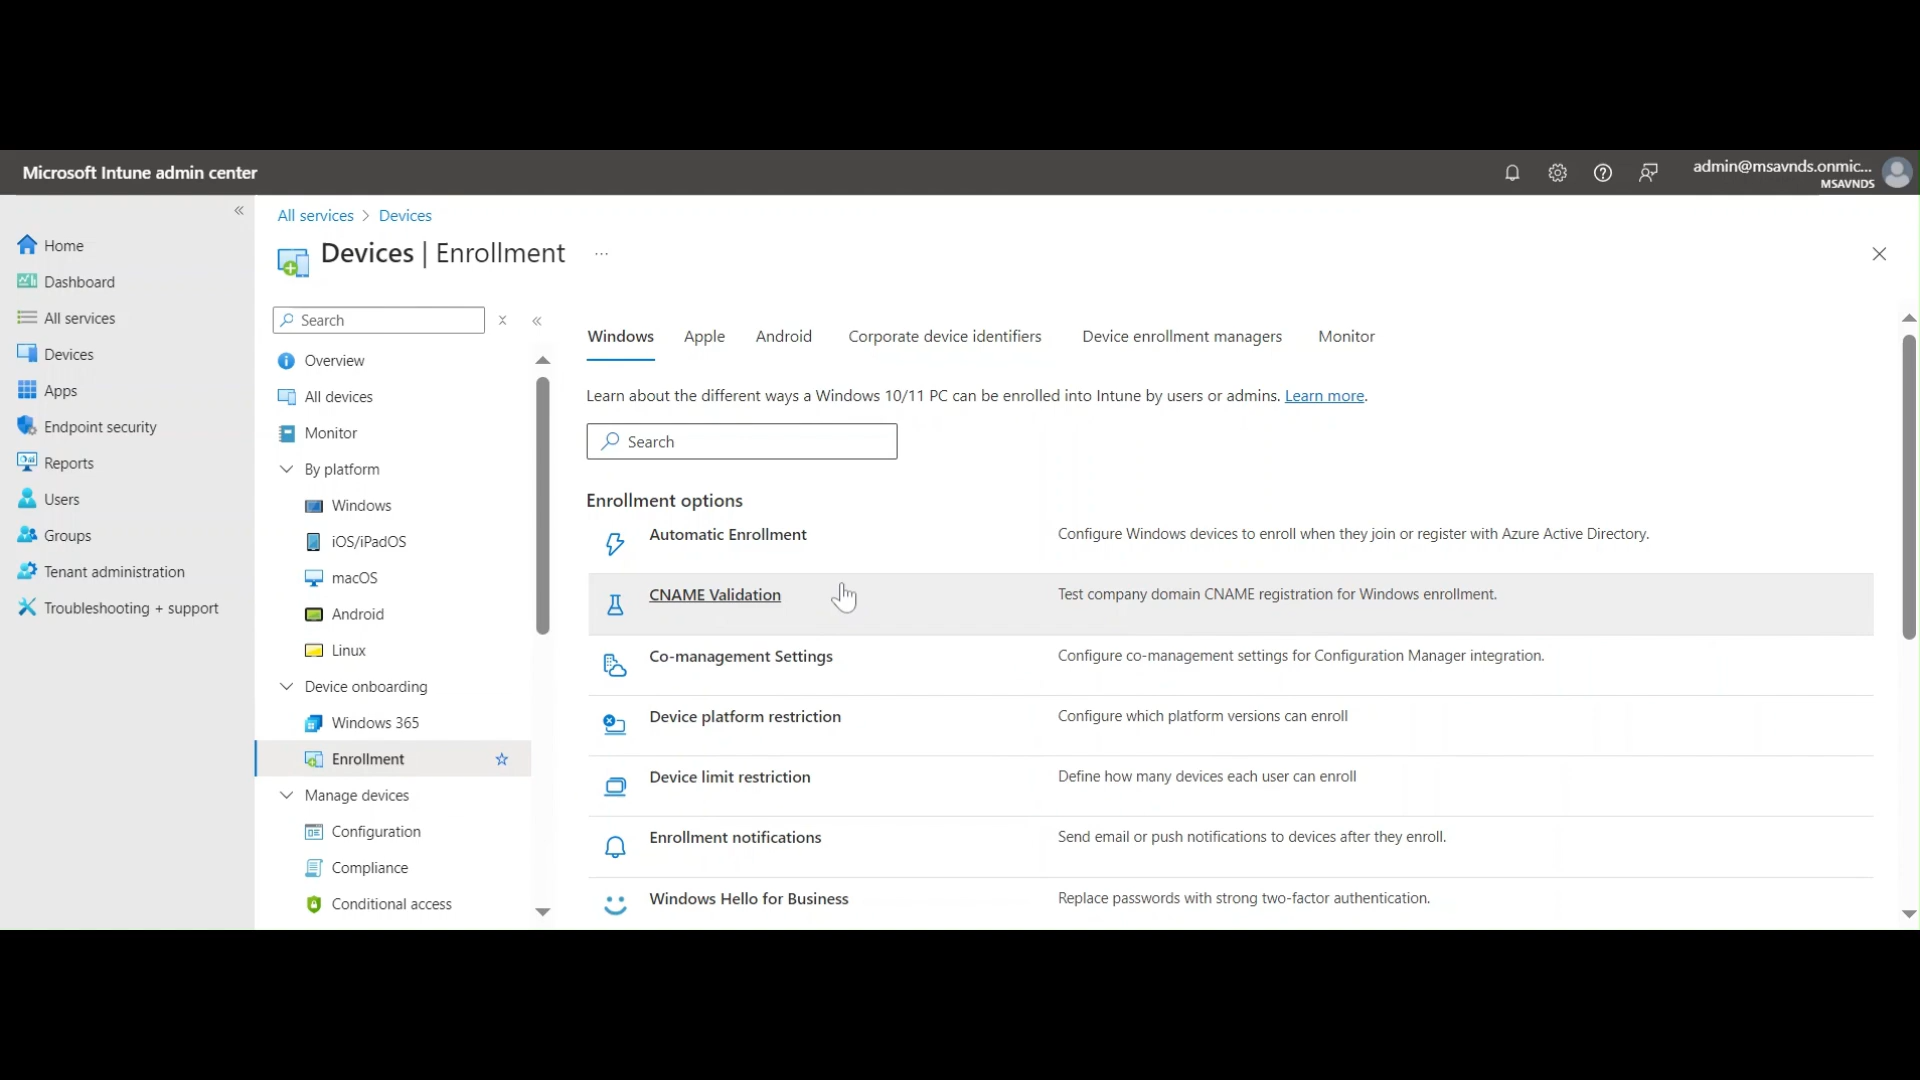 Microsoft Intune admin center
admin@msavnds.onmic...
MSAVNDS
Home
Dashboard
All services
Devices
Apps
Endpoint security
Reports
Users
Groups
Tenant administration
Troubleshooting + support
All services > Devices
Devices | Enrollment ...
Search
Overview
All devices
Monitor
By platform
Windows
iOS/iPadOS
macOS
Android
Linux
Device onboarding
Windows 365
Enrollment
Manage devices
Configuration
Compliance
Conditional access
Windows Apple Android Corporate device identifiers Device enrollment managers Monitor
Learn about the different ways a Windows 10/11 PC can be enrolled into Intune by users or admins. Learn more.
Search
Enrollment options
Automatic Enrollment Configure Windows devices to enroll when they join or register with Azure Active Directory.
CNAME Validation Test company domain CNAME registration for Windows enrollment.
Co-management Settings Configure co-management settings for Configuration Manager integration.
Device platform restriction Configure which platform versions can enroll
Device limit restriction Define how many devices each user can enroll
Enrollment notifications Send email or push notifications to devices after they enroll.
Windows Hello for Business Replace passwords with strong two-factor authentication.